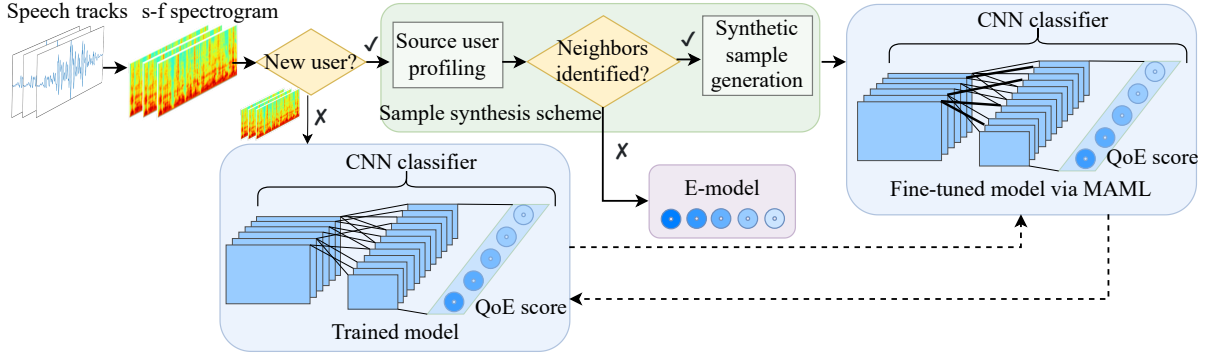 Speech tracks
s-f spectrogram
New user?
✓
✗
Source user
profiling
Neighbors
identified?
✓
✗
Synthetic
sample
generation
Sample synthesis scheme
E-model
CNN classifier
QoE score
Fine-tuned model via MAML
CNN classifier
QoE score
Trained model